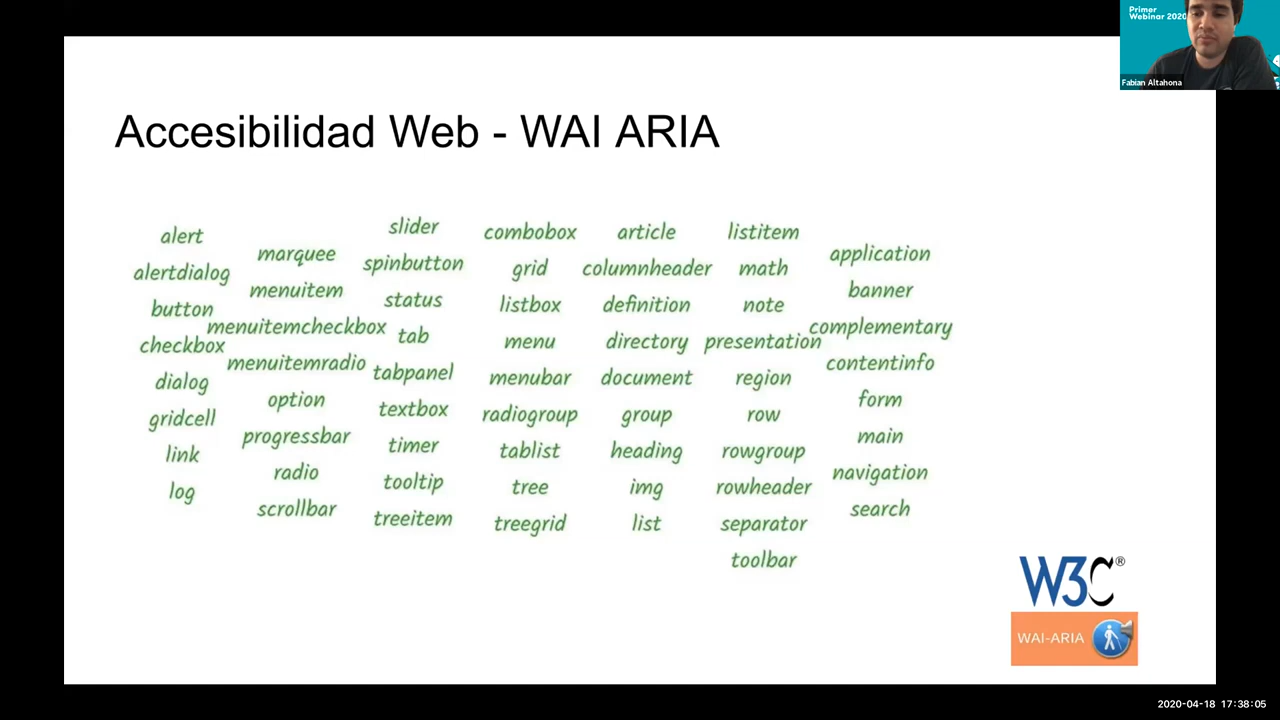 Primer
Webinar 2020
Fabian Altahona
Accesibilidad Web - WAI ARIA
alert
alertdialog
button
checkbox
dialog
gridcell
link
log
marquee
menuitem
menuitemcheckbox
menuitemradio
option
progressbar
radio
scrollbar
slider
spinbutton
status
tab
tabpanel
textbox
timer
tooltip
treeitem
combobox
grid
listbox
menu
menubar
radiogroup
tablist
tree
treegrid
article
columnheader
definition
directory
document
group
heading
img
list
listitem
math
note
presentation
region
row
rowgroup
rowheader
separator
toolbar
application
banner
complementary
contentinfo
form
main
navigation
search
W3C®
WAI-ARIA
2020-04-18 17:38:05